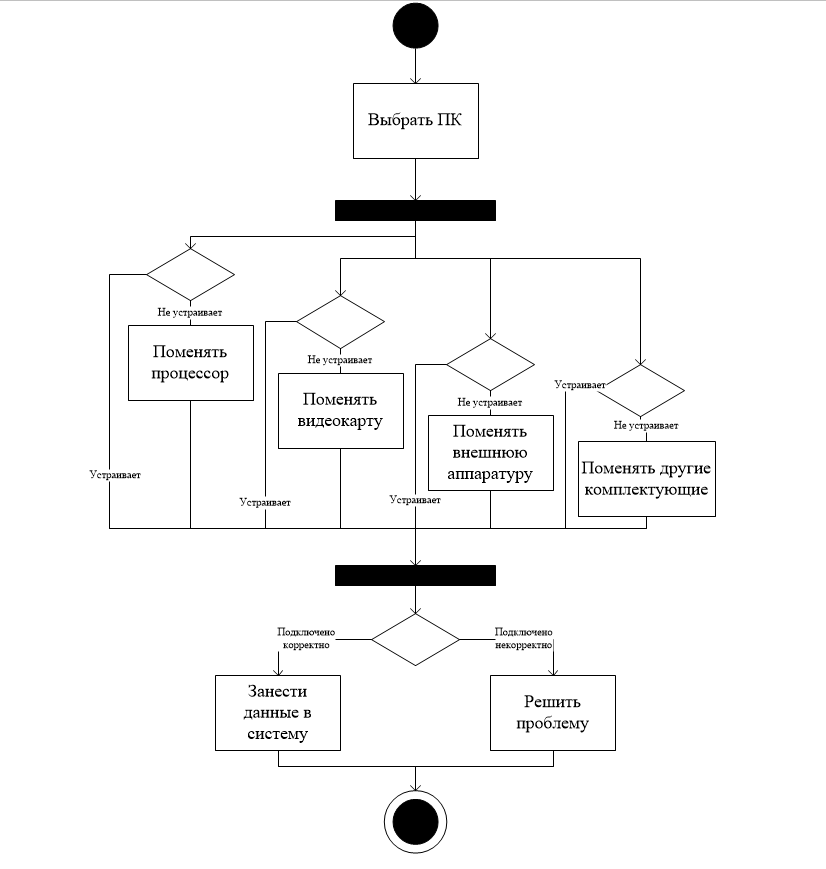 Выбрать ПК
Не устраивает
Поменять
процессор
Устраивает
Не устраивает
Поменять
видеокарту
Устраивает
Не устраивает
Поменять
внешнюю
аппаратуру
Устраивает
Устраивает
Не устраивает
Поменять другие
комплектующие
Подключено
корректно
Подключено
некорректно
Занести
данные в
систему
Решить
проблему